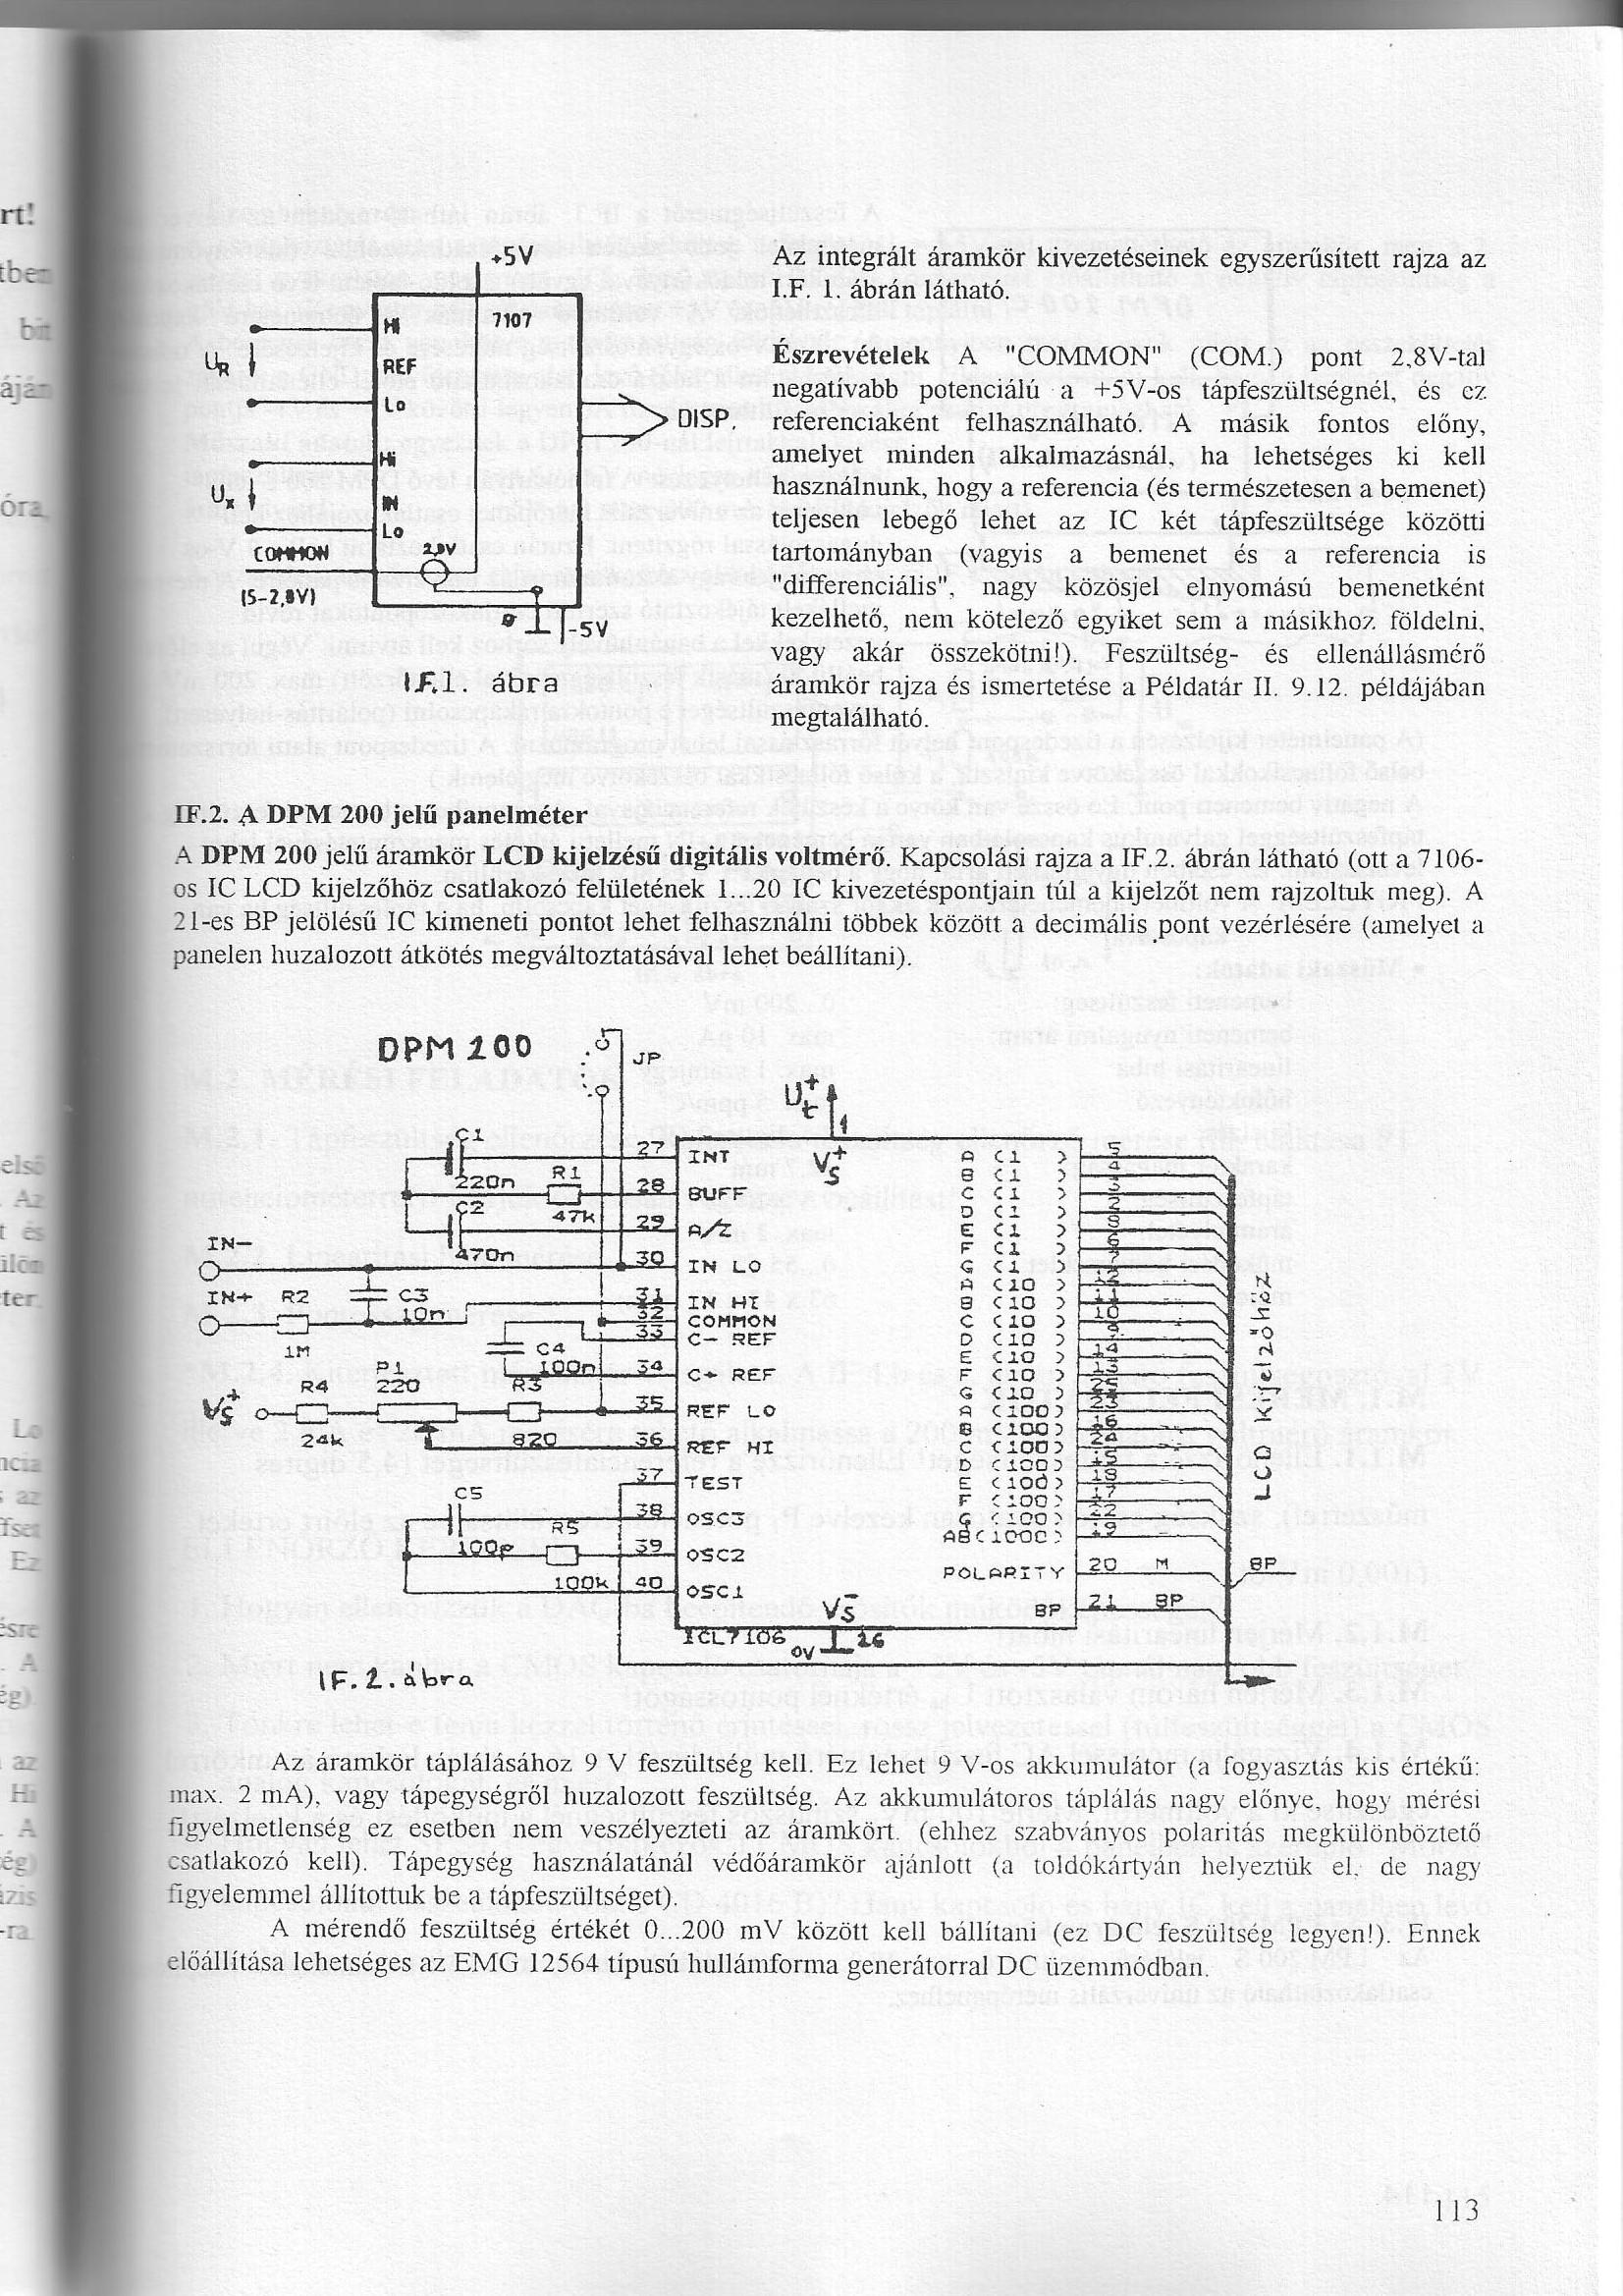 rt!
+5V
Az integrált áramkör kivezetéseinek egyszerűsített rajza az
I.F. 1. ábrán látható.
Hi
7107
UR
REF
Lo
DISP.
Hi
Ux
IN
Lo
COMMON
2,8V
(5-2,8V)
-5V
I.F.1. ábra
Észrevételek A "COMMON" (COM.) pont 2,8V-tal
negatívabb potenciálú a +5V-os tápfeszültségnél, és ez
referenciaként felhasználható. A másik fontos előny,
amelyet minden alkalmazásnál, ha lehetséges ki kell
használnunk, hogy a referencia (és természetesen a bemenet)
teljesen lebegő lehet az IC két tápfeszültsége közötti
tartományban (vagyis a bemenet és a referencia is
"differenciális", nagy közösjel elnyomású bemenetként
kezelhető, nem kötelező egyiket sem a másikhoz földelni,
vagy akár összekötni!). Feszültség- és ellenállásmérő
áramkör rajza és ismertetése a Példatár II. 9.12. példájában
megtalálható.
IF.2. A DPM 200 jelű panelméter
A DPM 200 jelű áramkör LCD kijelzésű digitális voltmérő. Kapcsolási rajza a IF.2. ábrán látható (ott a 7106-
os IC LCD kijelzőhöz csatlakozó felületének 1...20 IC kivezetéspontjain túl a kijelzőt nem rajzoltuk meg). A
21-es BP jelölésű IC kimeneti pontot lehet felhasználni többek között a decimális pont vezérlésére (amelyet a
panelen huzalozott átkötés megváltoztatásával lehet beállítani).
DPM 200
JP
Ut+
1
C1
220n
R1
47k
C2
470n
IN-
IN+
R2
1M
C3
10n
C4
100n
P1
220
R4
24k
R3
820
Vs+
C5
100p
R5
100k
27 INT
28 BUFF
29 A/Z
30 IN LO
31 IN HI
32 COMMON
33 C- REF
34 C+ REF
35 REF LO
36 REF HI
37 TEST
38 OSC3
39 OSC2
40 OSC1
Vs+
A (1 ) 5
B (1 ) 4
C (1 ) 3
D (1 ) 2
E (1 ) 8
F (1 ) 6
G (1 ) 7
A (10 ) 12
B (10 ) 11
C (10 ) 10
D (10 ) 9
E (10 ) 14
F (10 ) 13
G (10 ) 25
A (100) 23
B (100) 16
C (100) 24
D (100) 15
E (100) 18
F (100) 17
G (100) 22
AB(1000) 19
POLARITY 20 M
BP 21 BP
BP
LCD kijelzőhöz
Vs-
ICL7106
0V
26
IF.2. ábra
Az áramkör táplálásához 9 V feszültség kell. Ez lehet 9 V-os akkumulátor (a fogyasztás kis értékű:
max. 2 mA), vagy tápegységről huzalozott feszültség. Az akkumulátoros táplálás nagy előnye, hogy mérési
figyelmetlenség ez esetben nem veszélyezteti az áramkört. (ehhez szabványos polaritás megkülönböztető
csatlakozó kell). Tápegység használatánál védőáramkör ajánlott (a toldókártyán helyeztük el, de nagy
figyelemmel állítottuk be a tápfeszültséget).
A mérendő feszültség értékét 0...200 mV között kell bállítani (ez DC feszültség legyen!). Ennek
előállítása lehetséges az EMG 12564 típusú hullámforma generátorral DC üzemmódban.
113